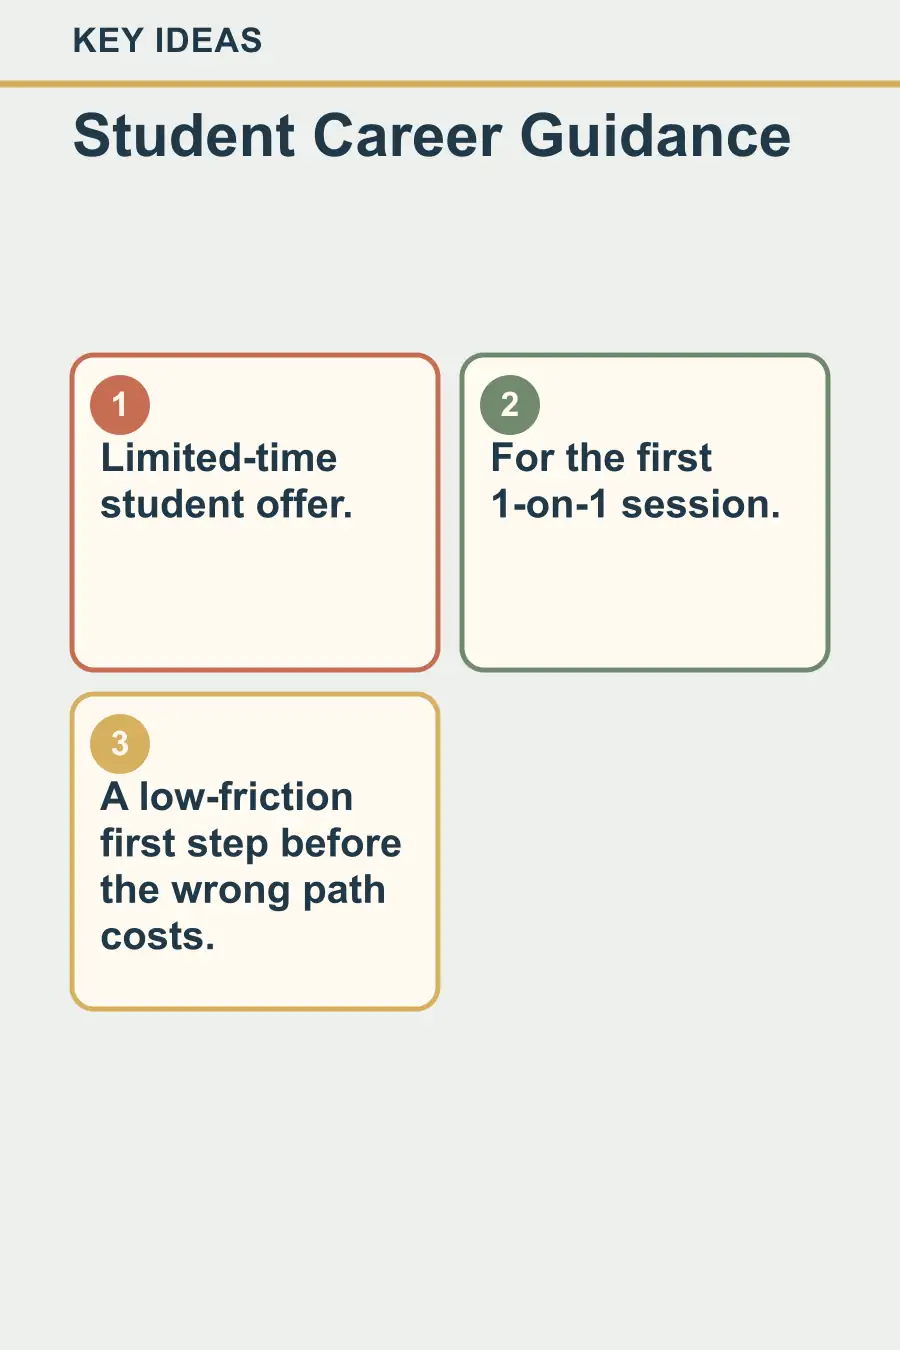 KEY IDEAS
Student Career Guidance
1
Limited-time
student offer.
2
For the first
1-on-1 session.
3
A low-friction
first step before
the wrong path
costs.